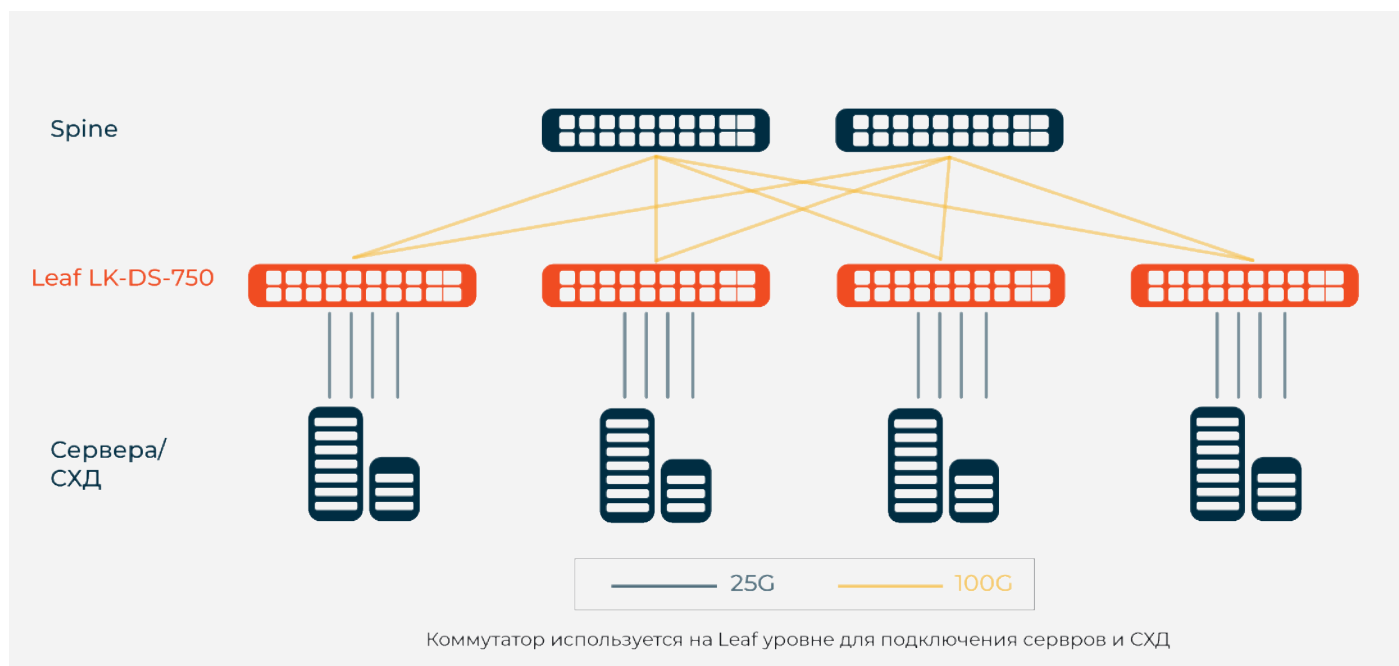 Spine
Leaf LK-DS-750
Сервера/
СХД
25G
100G
Коммутатор используется на Leaf уровне для подключения сервров и СХД